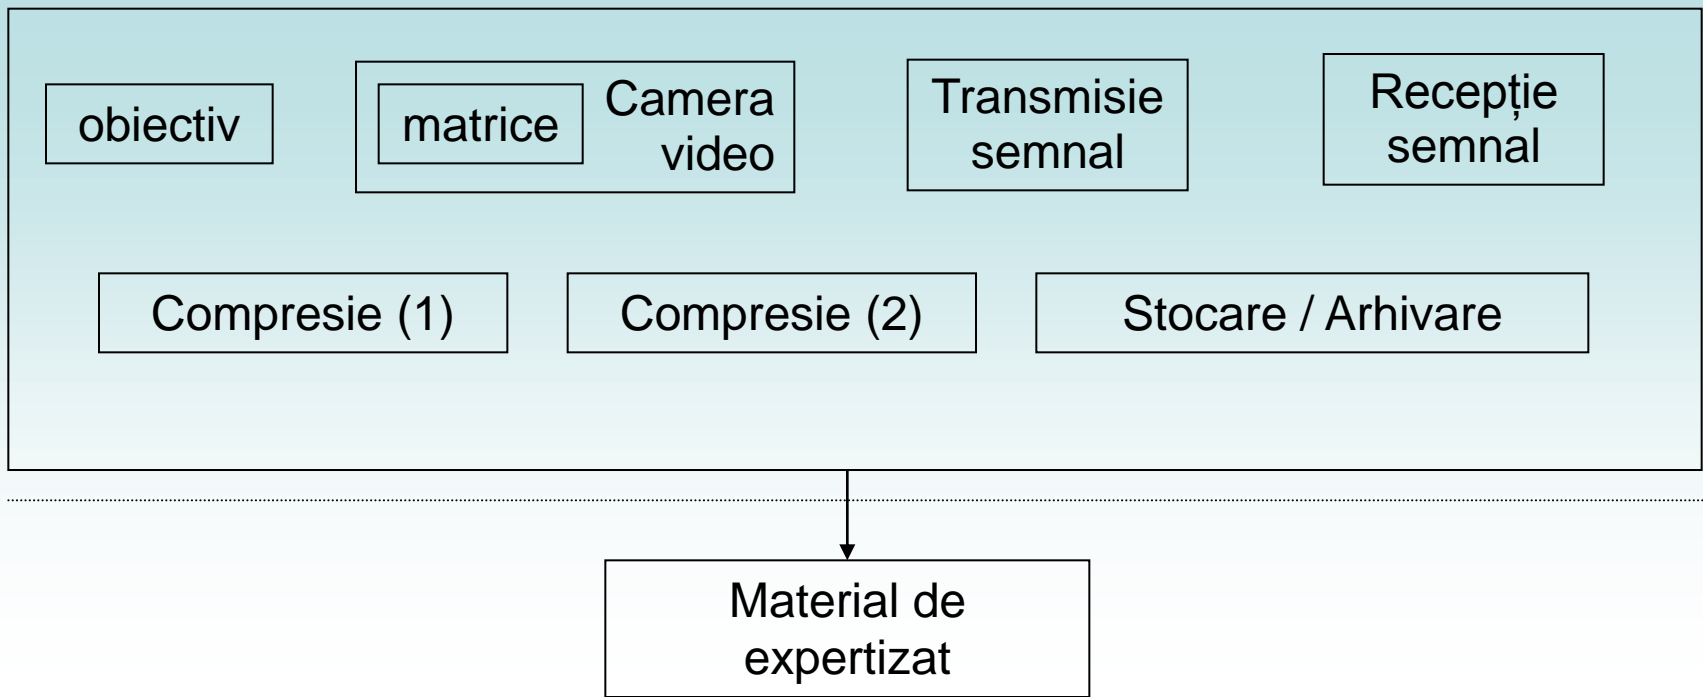 obiectiv
matrice
Camera
video
Transmisie
semnal
Recepție
semnal
Compresie (1)
Compresie (2)
Stocare / Arhivare
Material de
expertizat